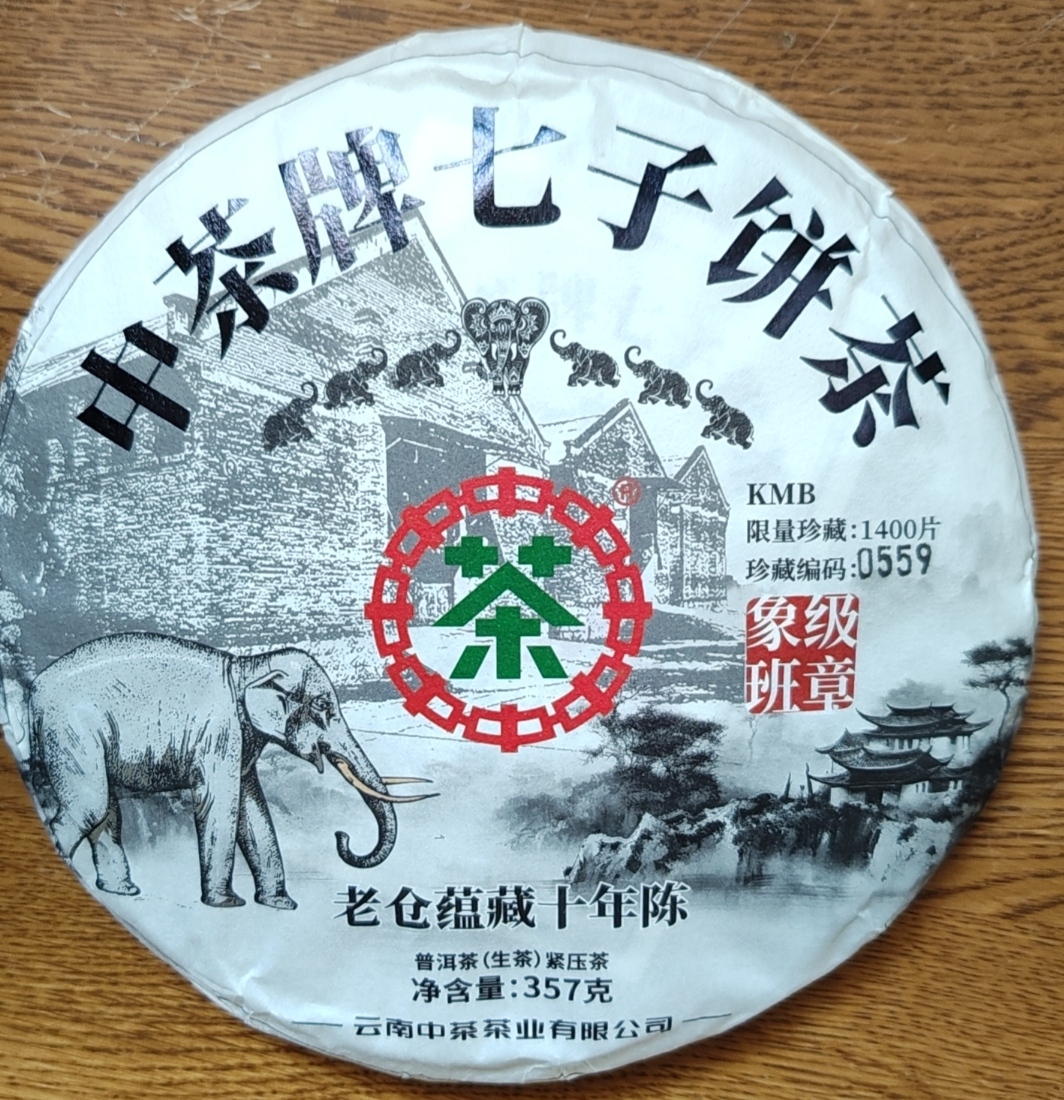 中茶牌七子饼茶
茶
KMB
限量珍藏:1400片
珍藏编码:0559
象级
班章
老仓蕴藏十年陈
普洱茶(生茶)紧压茶
净含量:357克
云南中茶茶业有限公司